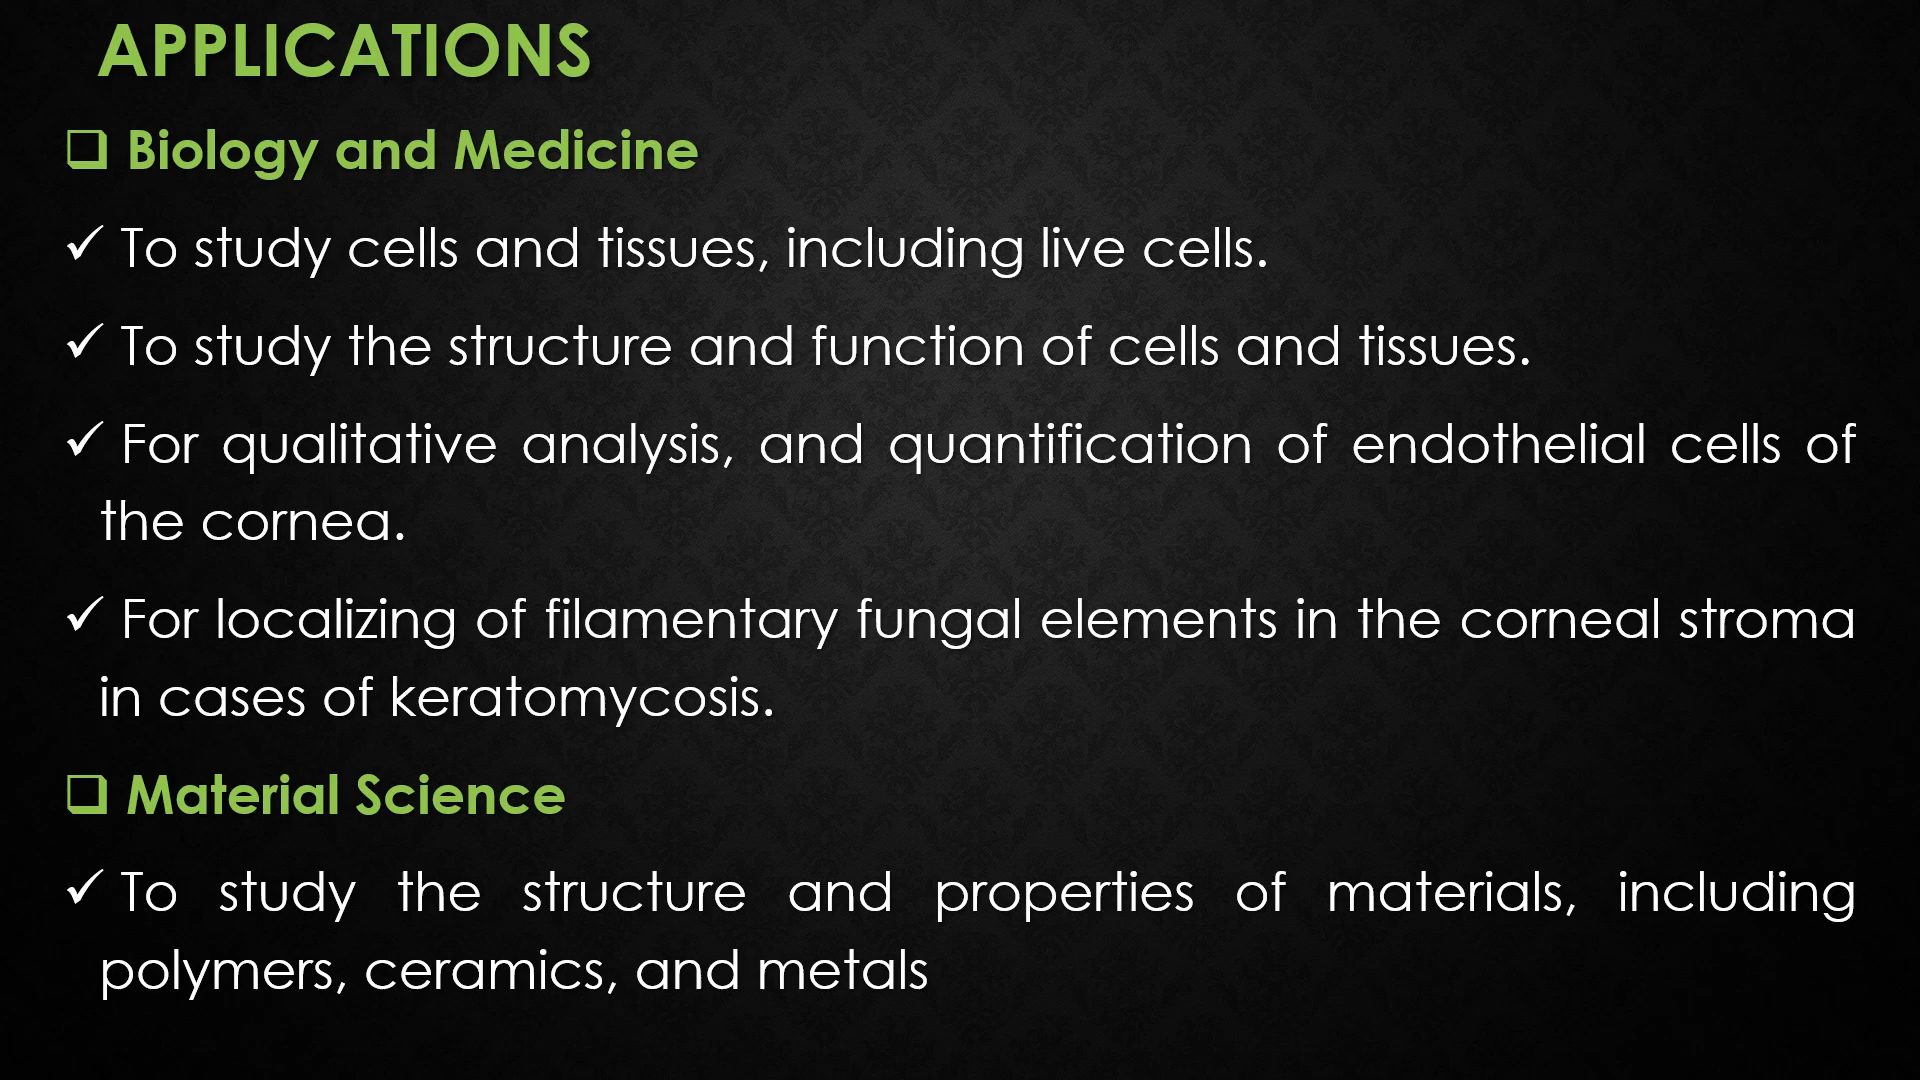 APPLICATIONS
❑ Biology and Medicine
✓ To study cells and tissues, including live cells.
✓ To study the structure and function of cells and tissues.
✓ For qualitative analysis, and quantification of endothelial cells of
the cornea.
✓ For localizing of filamentary fungal elements in the corneal stroma
in cases of keratomycosis.
❑ Material Science
✓ To study the structure and properties of materials, including
polymers, ceramics, and metals